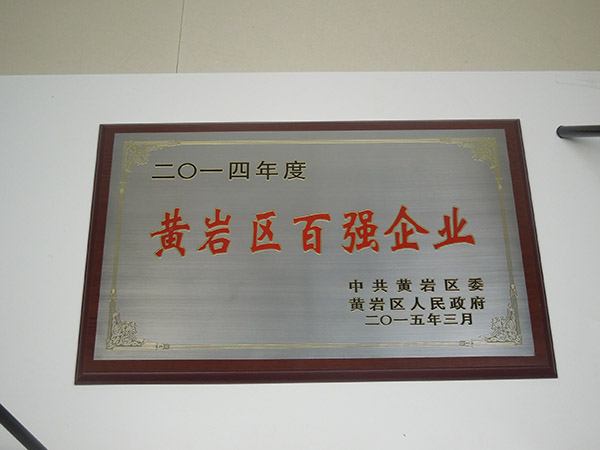 二〇一四年度
黄岩区百强企业
中共黄岩区委
黄岩区人民政府
二〇一五年三月